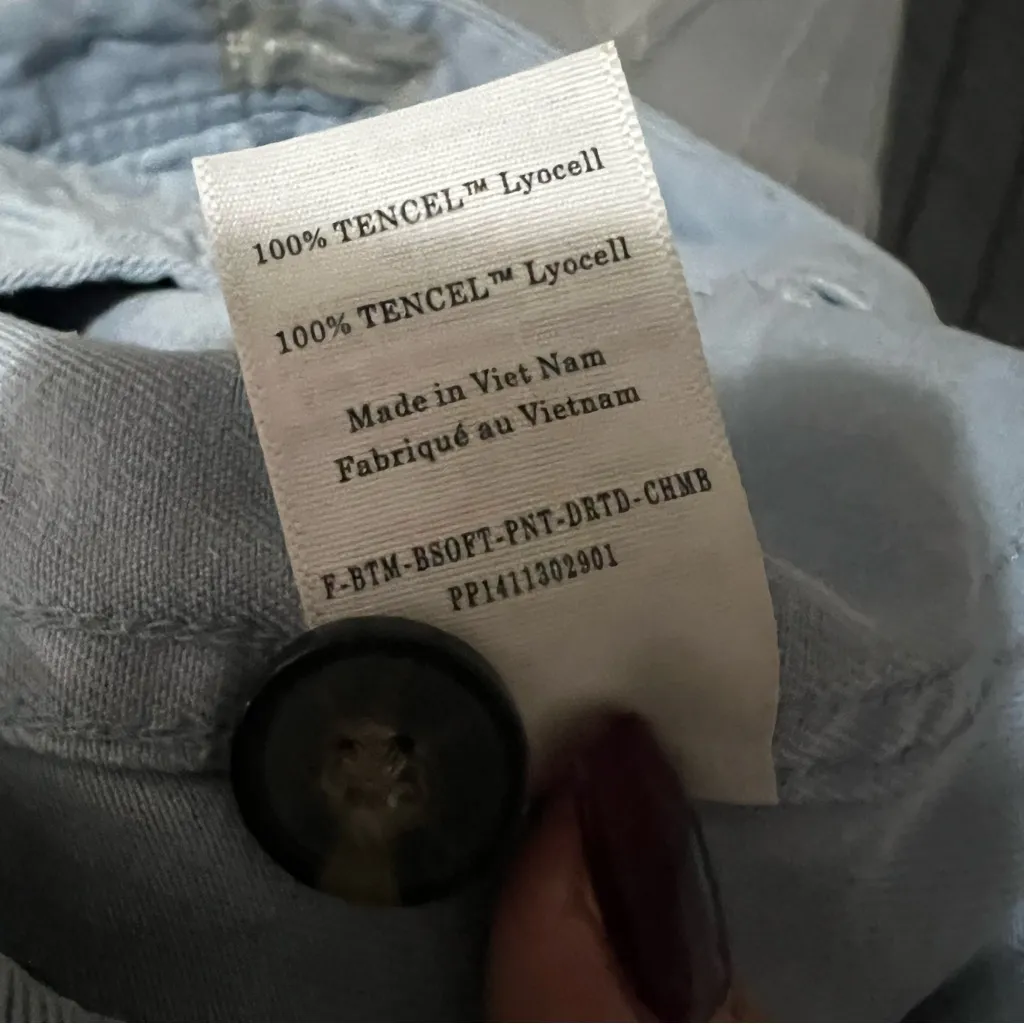 100% TENCEL™ Lyocell
100% TENCEL™ Lyocell
Made in Viet Nam
Fabriqué au Vietnam
F-BTM-BSOFT-PNT-DRTD-CHMB
PP1411302901